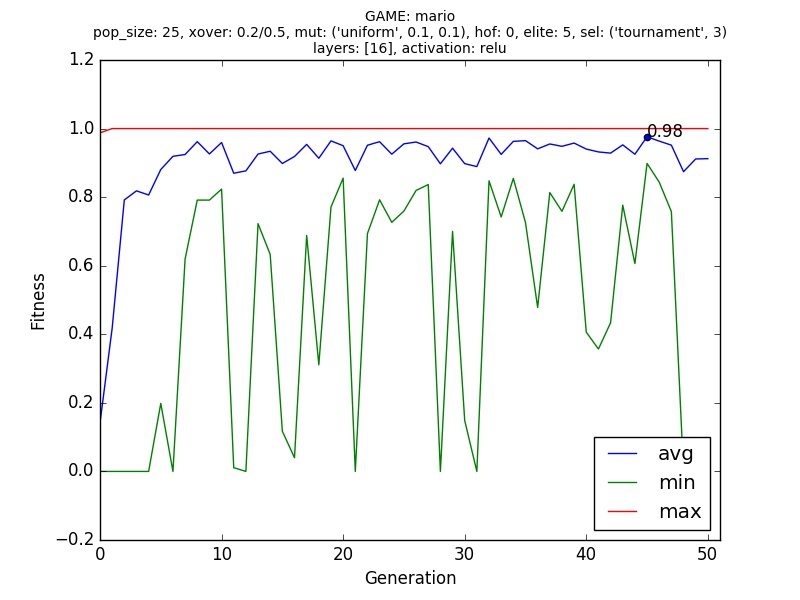 GAME: mario
pop_size: 25, xover: 0.2/0.5, mut: ('uniform', 0.1, 0.1), hof: 0, elite: 5, sel: ('tournament', 3)
layers: [16], activation: relu
1.2
1.0
0.8
0.6
0.4
0.2
0.0
−0.2
Fitness
0.98
avg
min
max
0 10 20 30 40 50
Generation